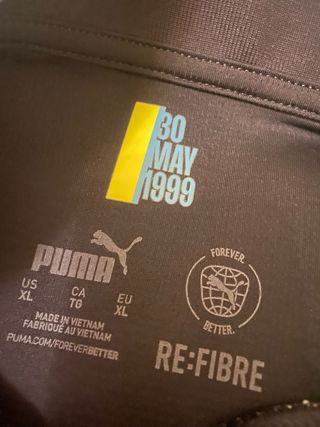 30
MAY
1999
PUMA
US CA EU
XL TG XL
MADE IN VIETNAM
FABRIQUÉ AU VIETNAM
PUMA.COM/FOREVERBETTER
FOREVER.
BETTER.
RE:FIBRE